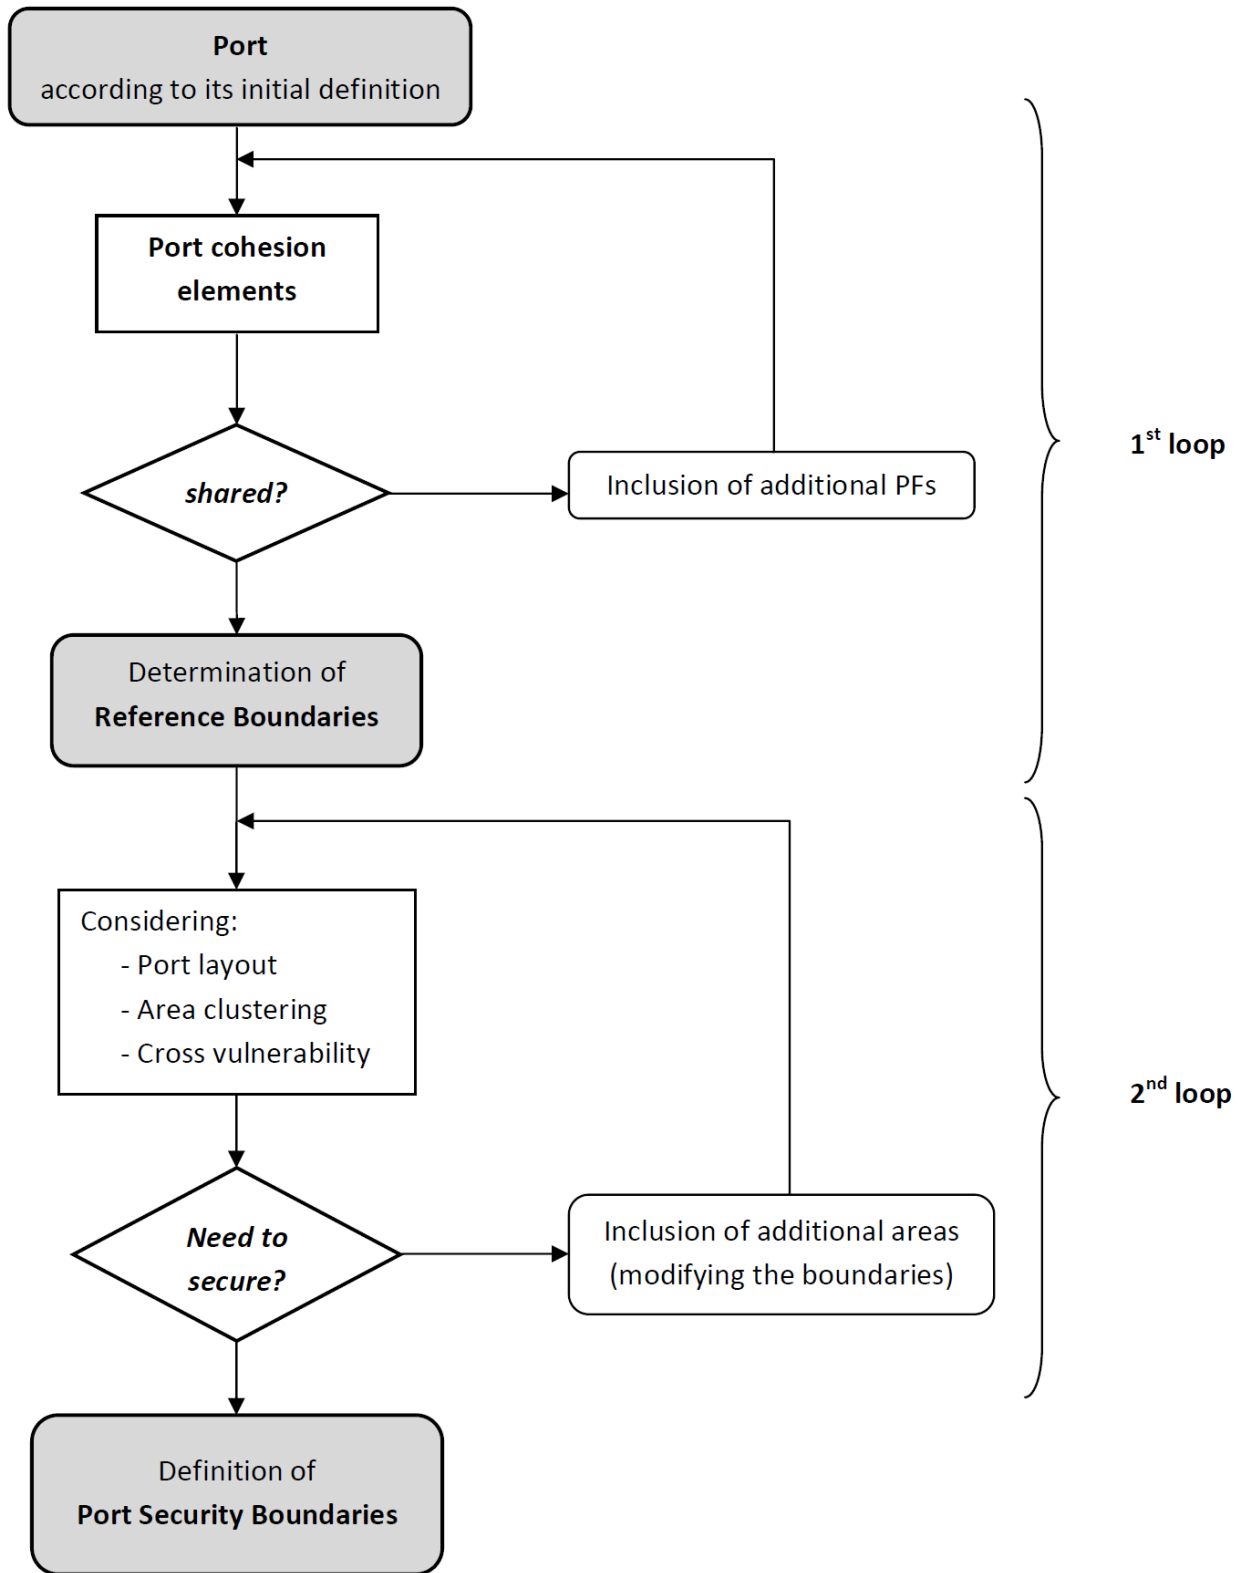 Port
according to its initial definition
Port cohesion
elements
shared?
Inclusion of additional PFs
1st loop
Determination of
Reference Boundaries
Considering:
- Port layout
- Area clustering
- Cross vulnerability
2nd loop
Need to
secure?
Inclusion of additional areas
(modifying the boundaries)
Definition of
Port Security Boundaries